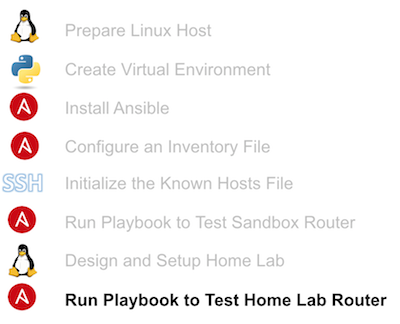 Prepare Linux Host
Create Virtual Environment
Install Ansible
Configure an Inventory File
SSH Initialize the Known Hosts File
Run Playbook to Test Sandbox Router
Design and Setup Home Lab
Run Playbook to Test Home Lab Router